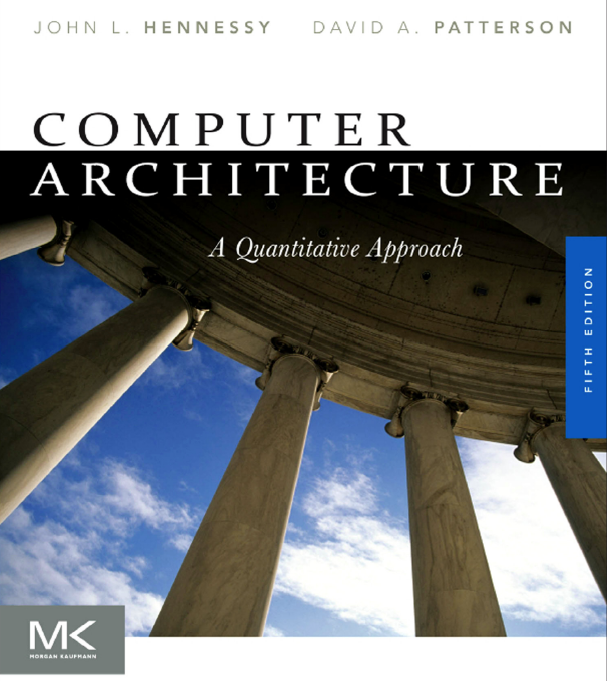 JOHN L. HENNESSY DAVID A. PATTERSON
COMPUTER
ARCHITECTURE
A Quantitative Approach
FIFTH EDITION
MK
MORGAN KAUFMANN